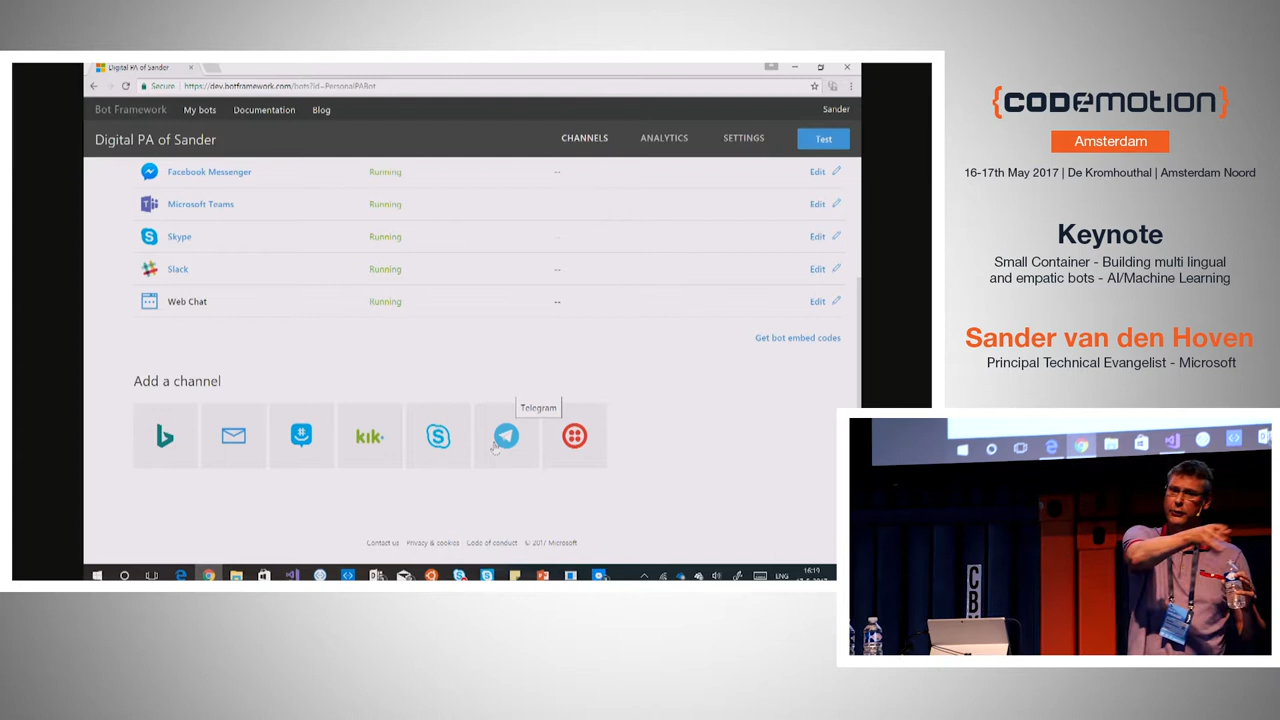 Digital PA of Sander
Secure
https://dev.botframework.com/bots?id=PersonalPABot
Bot Framework
My bots
Documentation
Blog
Sander
Digital PA of Sander
CHANNELS
ANALYTICS
SETTINGS
Test
Facebook Messenger Running -- Edit
Microsoft Teams Running Edit
Skype Running Edit
Slack Running -- Edit
Web Chat Running -- Edit
Get bot embed codes
Add a channel
Telegram
kik.
Contact us Privacy & cookies Code of conduct © 2017 Microsoft
ENG
16:19
{CODEMOTION}
Amsterdam
16-17th May 2017 | De Kromhouthal | Amsterdam Noord
Keynote
Small Container - Building multi lingual
and empatic bots - AI/Machine Learning
Sander van den Hoven
Principal Technical Evangelist - Microsoft